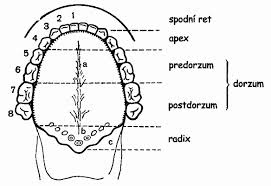 1
2
3
4
5
6
7
8
a
b
c
spodní ret
apex
predorzum
dorzum
postdorzum
radix